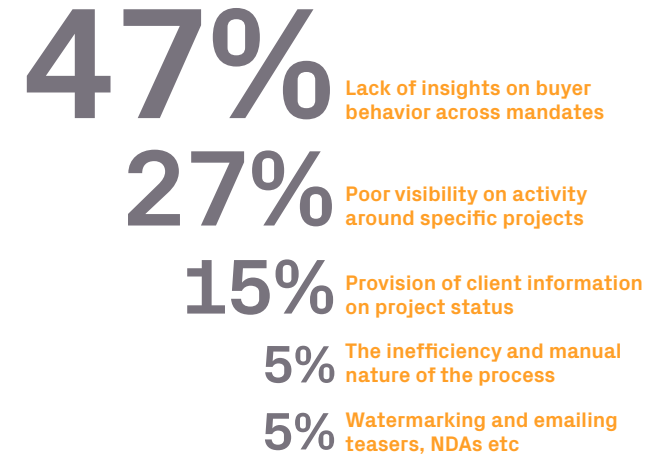 47% Lack of insights on buyer
behavior across mandates
27% Poor visibility on activity
around specific projects
15% Provision of client information
on project status
5% The inefficiency and manual
nature of the process
5% Watermarking and emailing
teasers, NDAs etc